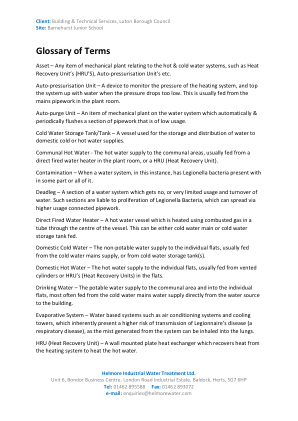 Client: Building & Technical Services, Luton Borough Council
Site: Barnehurst Junior School
Glossary of Terms
Asset – Any item of mechanical plant relating to the hot & cold water systems, such as Heat
Recovery Unit's (HRU'S), Auto-pressurisation Unit's etc.
Auto-pressurisation Unit – A device to monitor the pressure of the heating system, and top
the system up with water when the pressure drops too low. This is usually fed from the
mains pipework in the plant room.
Auto-purge Unit – An item of mechanical plant on the water system which automatically &
periodically flushes a section of pipework that is of low usage.
Cold Water Storage Tank/Tank – A vessel used for the storage and distribution of water to
domestic cold or hot water supplies.
Communal Hot Water - The hot water supply to the communal areas, usually fed from a
direct fired water heater in the plant room, or a HRU (Heat Recovery Unit).
Contamination – When a water system, in this instance, has Legionella bacteria present with
in some part or all of it.
Deadleg – A section of a water system which gets no, or very limited usage and turnover of
water. Such sections are liable to proliferation of Legionella Bacteria, which can spread via
higher usage connected pipework.
Direct Fired Water Heater – A hot water vessel which is heated using combusted gas in a
tube through the centre of the vessel. This can be either cold water main or cold water
storage tank fed.
Domestic Cold Water – The non-potable water supply to the individual flats, usually fed
from the cold water mains supply, or from cold water storage tank(s).
Domestic Hot Water – The hot water supply to the individual flats, usually fed from vented
cylinders or HRU's (Heat Recovery Units) in the flats.
Drinking Water – The potable water supply to the communal area and into the individual
flats, most often fed from the cold water mains water supply directly from the water source
to the building.
Evaporative System – Water based systems such as air conditioning systems and cooling
towers, which inherently present a higher risk of transmission of Legionnaire's disease (a
respiratory disease), as the mist generated from the system can be inhaled into the lungs.
HRU (Heat Recovery Unit) – A wall mounted plate heat exchanger which recovers heat from
the heating system to heat the hot water.
Helmore Industrial Water Treatment Ltd.
Unit 6, Bondor Business Centre, London Road Industrial Estate, Baldock, Herts, SG7 6HP
Tel: 01462 895588 Fax: 01462 893072
e-mail: enquiries@helmorewater.com